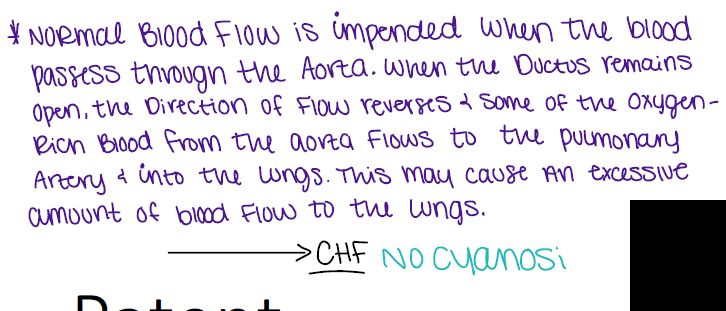 * Normal Blood Flow is impended when the blood
passess through the Aorta. When the Ductus remains
open, the Direction of Flow reverses & some of the oxygen-
Rich Blood from the aorta Flows to the pulmonary
Artery & into the lungs. This may cause An excessive
amount of blood Flow to the lungs.
→ CHF No cyanosi